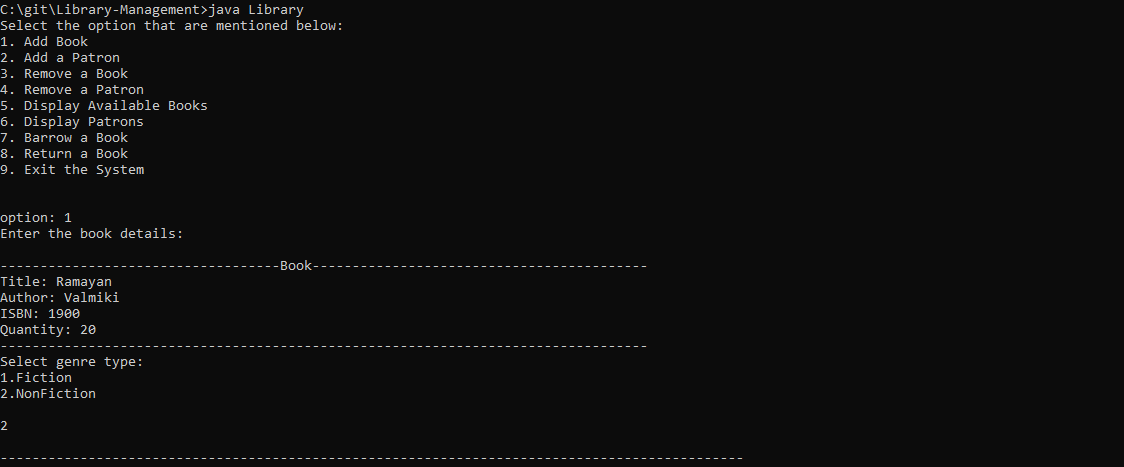 C:\git\Library-Management>java Library
Select the option that are mentioned below:
1. Add Book
2. Add a Patron
3. Remove a Book
4. Remove a Patron
5. Display Available Books
6. Display Patrons
7. Barrow a Book
8. Return a Book
9. Exit the System
option: 1
Enter the book details:
-----------------------------------Book------------------------------------------
Title: Ramayan
Author: Valmiki
ISBN: 1900
Quantity: 20
---------------------------------------------------------------------------------
Select genre type:
1.Fiction
2.NonFiction
2
---------------------------------------------------------------------------------------------